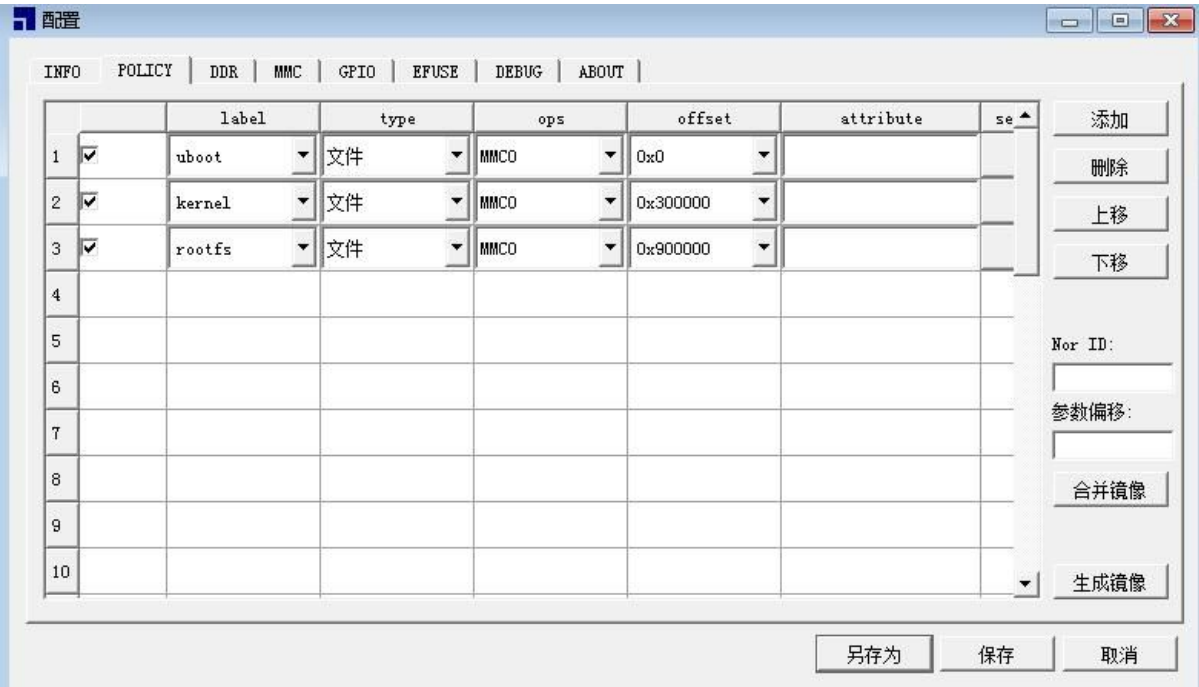 配置
INFO POLICY DDR MMC GPIO EFUSE DEBUG ABOUT
label type ops offset attribute se
1 uboot 文件 MMC0 0x0
2 kernel 文件 MMC0 0x300000
3 rootfs 文件 MMC0 0x900000
4
5
6
7
8
9
10
添加
删除
上移
下移
Nor ID:
参数偏移:
合并镜像
生成镜像
另存为 保存 取消